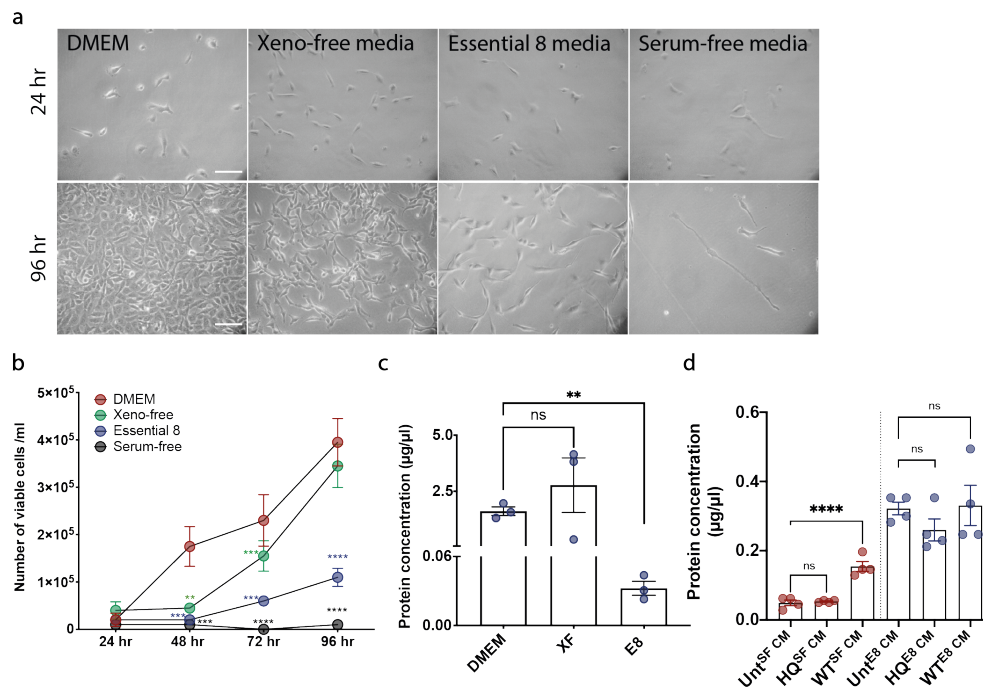 a
DMEM Xeno-free media Essential 8 media Serum-free media
24 hr
96 hr
b
Number of viable cells /ml
5×10⁵
4×10⁵
3×10⁵
2×10⁵
1×10⁵
0
DMEM
Xeno-free
Essential 8
Serum-free
**
***
***
***
***
****
****
****
24 hr 48 hr 72 hr 96 hr
c
Protein concentration (µg/µl)
**
ns
5.0
2.5
0.06
0.00
DMEM XF E8
d
Protein concentration
(µg/µl)
0.6
0.4
0.2
0.0
ns
ns
****
ns
Unt^SF CM HQ^SF CM WT^SF CM Unt^E8 CM HQ^E8 CM WT^E8 CM